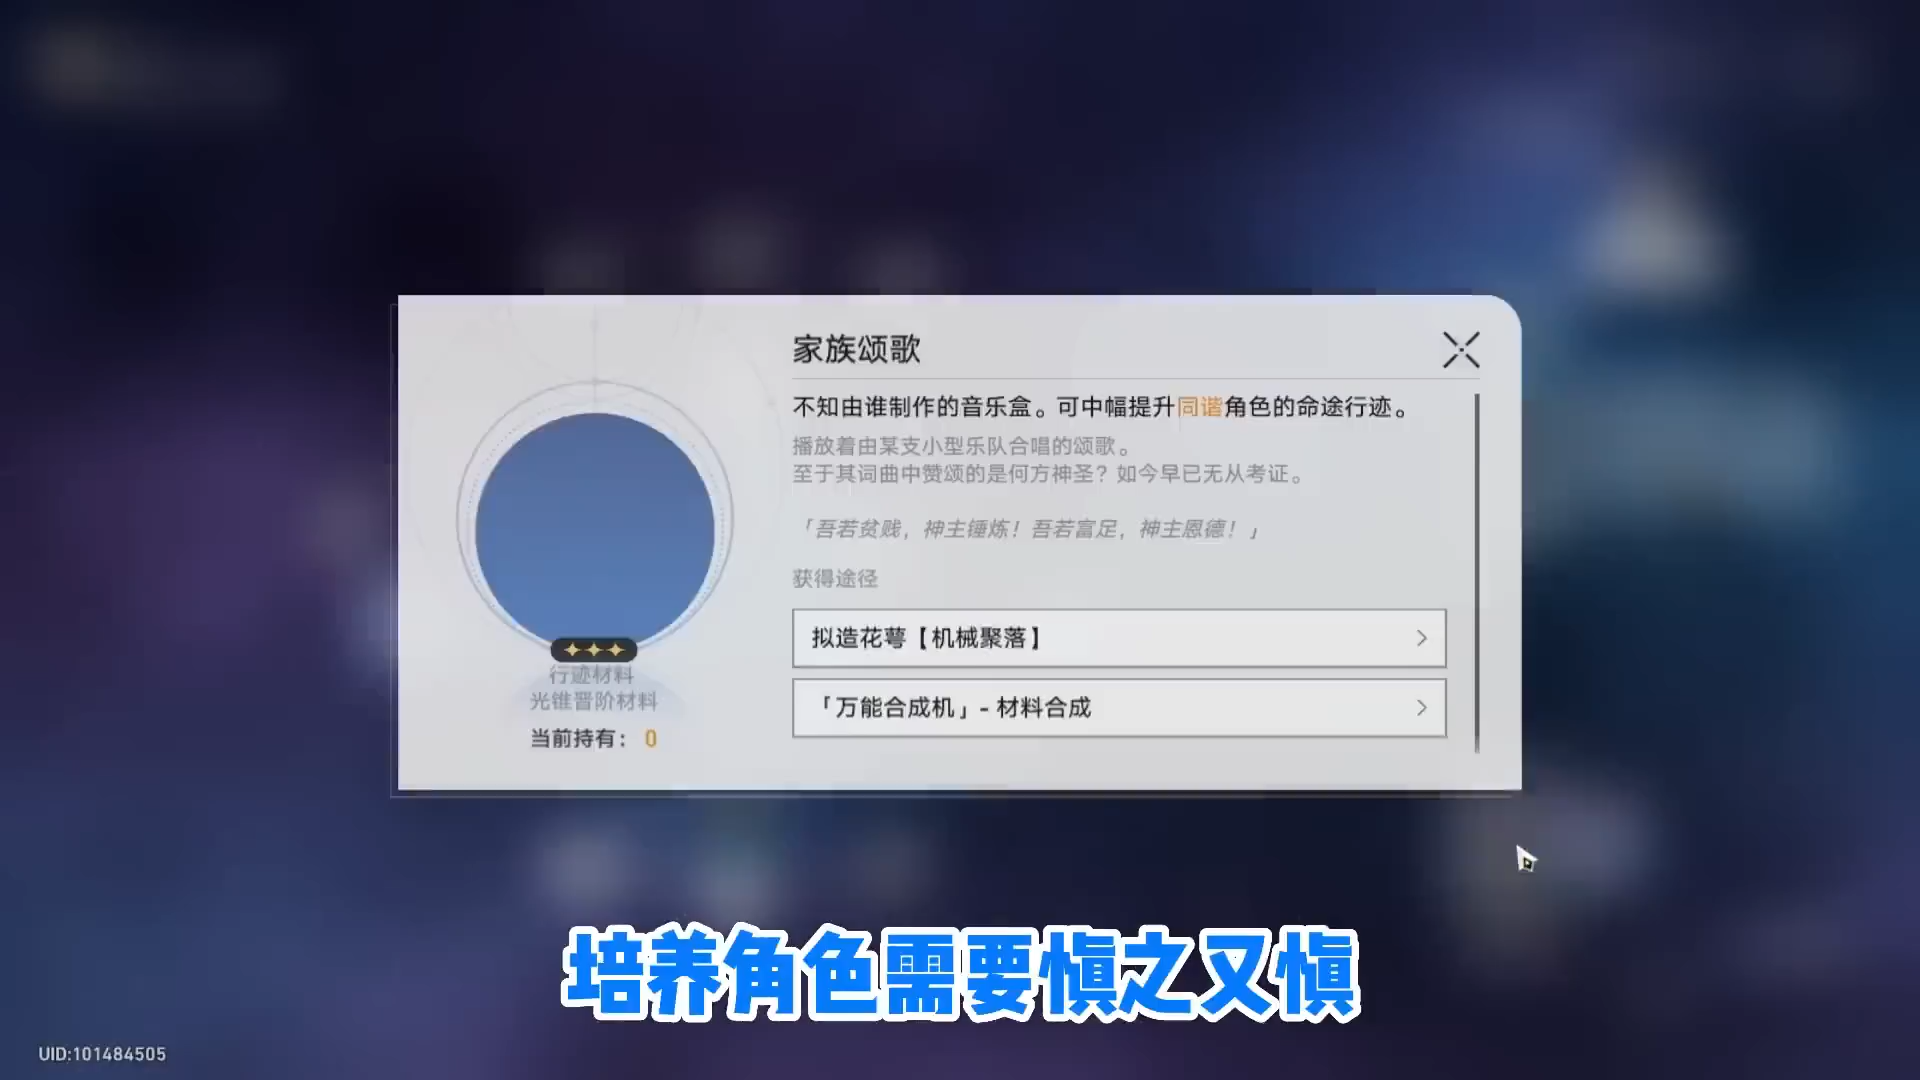 家族颂歌
不知由谁制作的音乐盒。可中幅提升同谐角色的命途行迹。
播放着由某支小型乐队合唱的颂歌。
至于其词曲中赞颂的是何方神圣？如今早已无从考证。
「吾若贫贱，神主锤炼！吾若富足，神主恩德！」
获得途径
拟造花萼【机械聚落】
「万能合成机」- 材料合成
行迹材料
光锥晋阶材料
当前持有： 0
培养角色需要慎之又慎
UID:101484505